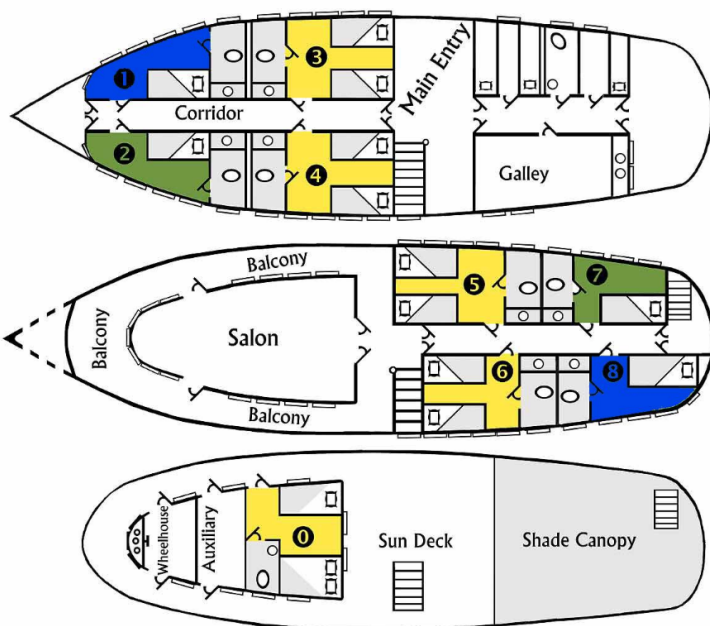 1
3
Main Entry
Corridor
2
4
Galley
Balcony
5
7
Balcony
Salon
6
8
Balcony
Wheelhouse
Auxiliary
0
Sun Deck
Shade Canopy